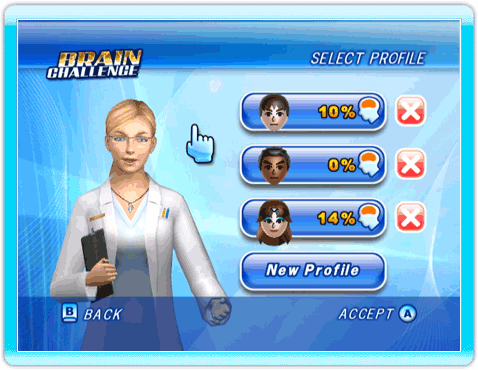 BRAIN
CHALLENGE
SELECT PROFILE
10%
0%
14%
New Profile
B BACK
ACCEPT A